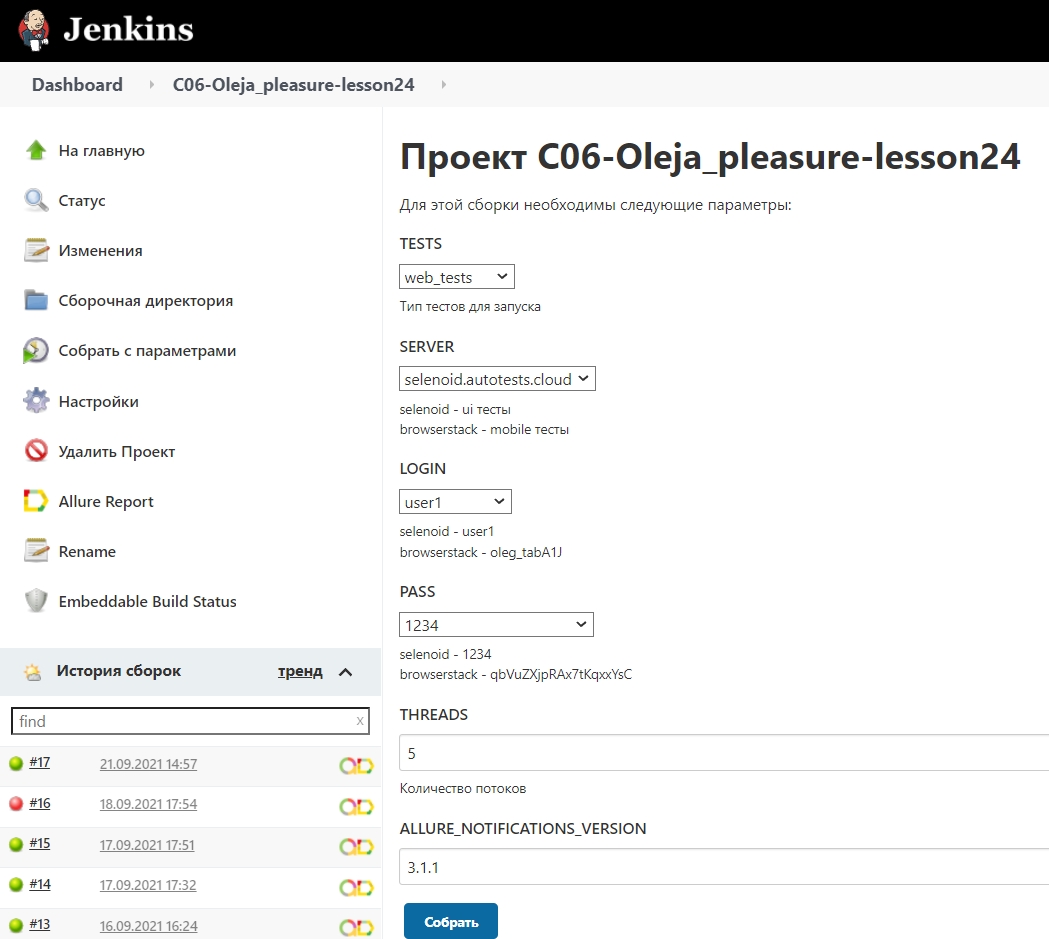 Jenkins
Dashboard
C06-Oleja_pleasure-lesson24
На главную
Статус
Изменения
Сборочная директория
Собрать с параметрами
Настройки
Удалить Проект
Allure Report
Rename
Embeddable Build Status
История сборок тренд
find x
#17 21.09.2021 14:57
#16 18.09.2021 17:54
#15 17.09.2021 17:51
#14 17.09.2021 17:32
#13 16.09.2021 16:24
Проект C06-Oleja_pleasure-lesson24
Для этой сборки необходимы следующие параметры:
TESTS
web_tests
Тип тестов для запуска
SERVER
selenoid.autotests.cloud
selenoid - ui тесты
browserstack - mobile тесты
LOGIN
user1
selenoid - user1
browserstack - oleg_tabA1J
PASS
1234
selenoid - 1234
browserstack - qbVuZXjpRAx7tKqxxYsC
THREADS
5
Количество потоков
ALLURE_NOTIFICATIONS_VERSION
3.1.1
Собрать